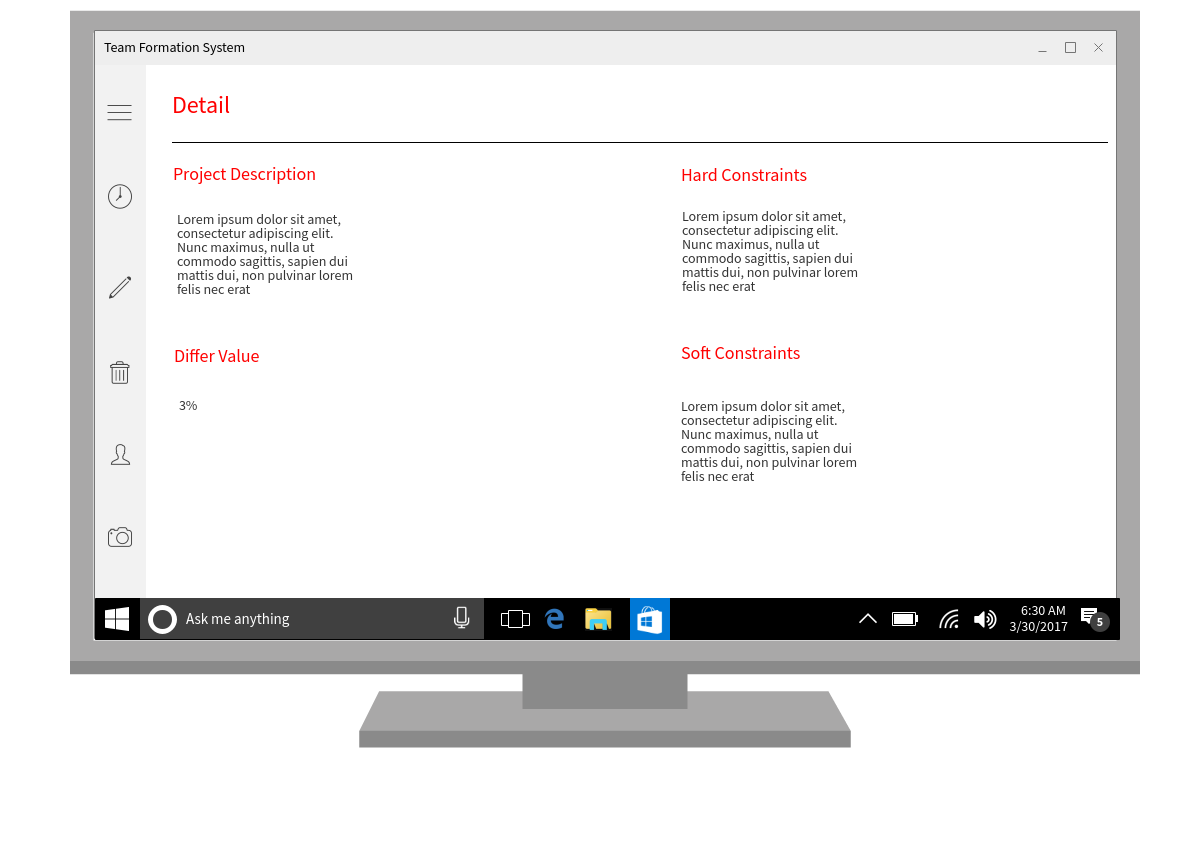 Team Formation System
Detail
Project Description
Lorem ipsum dolor sit amet,
consectetur adipiscing elit.
Nunc maximus, nulla ut
commodo sagittis, sapien dui
mattis dui, non pulvinar lorem
felis nec erat
Differ Value
3%
Hard Constraints
Lorem ipsum dolor sit amet,
consectetur adipiscing elit.
Nunc maximus, nulla ut
commodo sagittis, sapien dui
mattis dui, non pulvinar lorem
felis nec erat
Soft Constraints
Lorem ipsum dolor sit amet,
consectetur adipiscing elit.
Nunc maximus, nulla ut
commodo sagittis, sapien dui
mattis dui, non pulvinar lorem
felis nec erat
Ask me anything
6:30 AM
3/30/2017
5